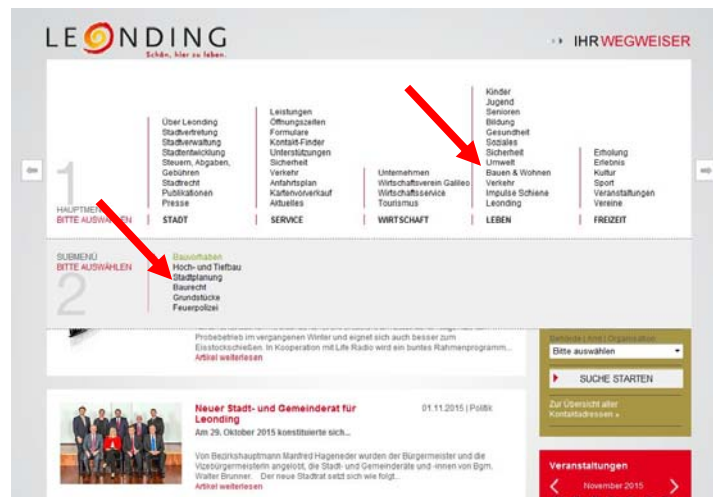 LEONDING
Schön, hier zu leben.
IHR WEGWEISER
1
HAUPTMENÜ
BITTE AUSWÄHLEN
Über Leonding
Stadtvertretung
Stadtverwaltung
Stadtentwicklung
Steuern, Abgaben,
Gebühren
Stadtrecht
Publikationen
Presse
STADT
Leistungen
Öffnungszeiten
Formulare
Kontakt-Finder
Unterstützungen
Sicherheit
Verkehr
Anfahrtsplan
Kartenvorverkauf
Aktuelles
SERVICE
Unternehmen
Wirtschaftsverein Galileo
Wirtschaftsservice
Tourismus
WIRTSCHAFT
Kinder
Jugend
Senioren
Bildung
Gesundheit
Soziales
Sicherheit
Umwelt
Bauen & Wohnen
Verkehr
Impulse Schiene
Leonding
LEBEN
Erholung
Erlebnis
Kultur
Sport
Veranstaltungen
Vereine
FREIZEIT
SUBMENÜ
BITTE AUSWÄHLEN
2
Bauvorhaben
Hoch- und Tiefbau
Stadtplanung
Baurecht
Grundstücke
Feuerpolizei
Probebetrieb im vergangenen Winter und eignet sich auch besser zum
Eisstockschießen. In Kooperation mit Life Radio wird ein buntes Rahmenprogramm...
Artikel weiterlesen
Behörde | Amt | Organisation
Bitte auswählen
SUCHE STARTEN
Zur Übersicht aller
Kontaktadressen »
Neuer Stadt- und Gemeinderat für
Leonding
01.11.2015 | Politik
Am 29. Oktober 2015 konstituierte sich...
Von Bezirkshauptmann Manfred Hageneder wurden der Bürgermeister und die
Vizebürgermeisterin angelobt, die Stadt- und Gemeinderäte und -innen von Bgm.
Walter Brunner. Der neue Stadtrat setzt sich wie folgt...
Artikel weiterlesen
Veranstaltungen
November 2015